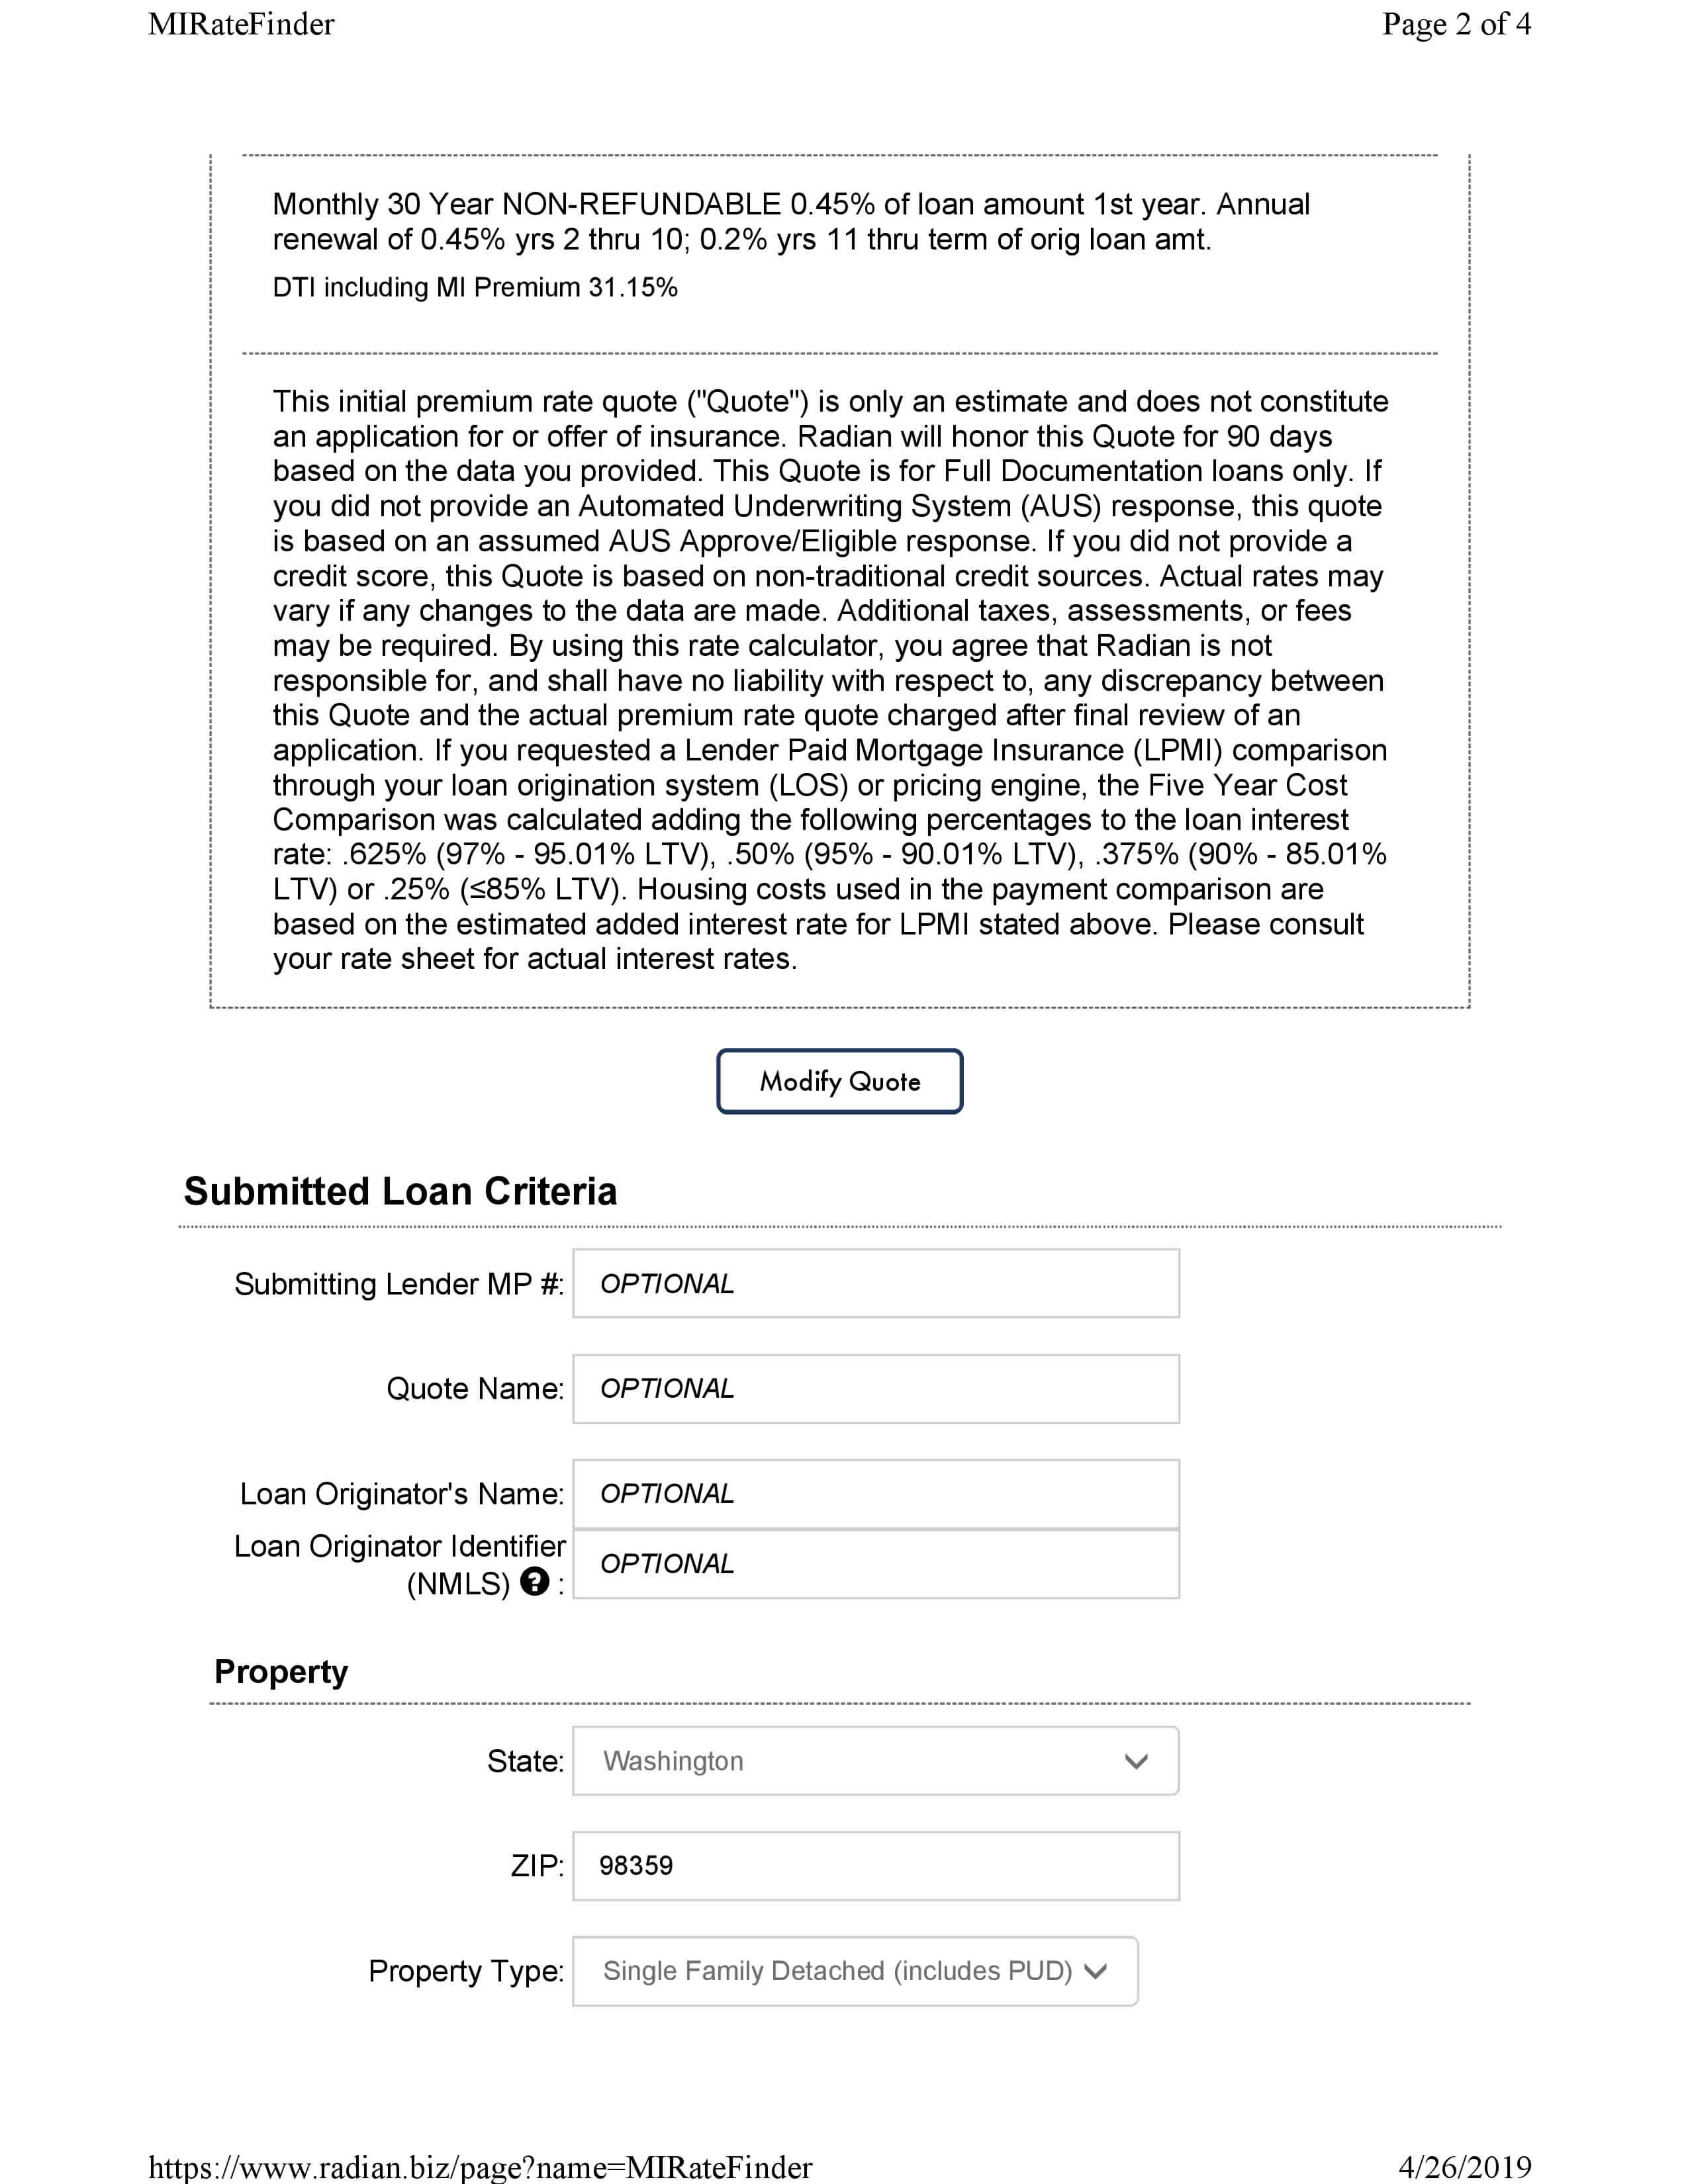 MIRateFinder Page 2 of 4
Monthly 30 Year NON-REFUNDABLE 0.45% of loan amount 1st year. Annual
renewal of 0.45% yrs 2 thru 10; 0.2% yrs 11 thru term of orig loan amt.
DTI including MI Premium 31.15%
This initial premium rate quote ("Quote") is only an estimate and does not constitute
an application for or offer of insurance. Radian will honor this Quote for 90 days
based on the data you provided. This Quote is for Full Documentation loans only. If
you did not provide an Automated Underwriting System (AUS) response, this quote
is based on an assumed AUS Approve/Eligible response. If you did not provide a
credit score, this Quote is based on non-traditional credit sources. Actual rates may
vary if any changes to the data are made. Additional taxes, assessments, or fees
may be required. By using this rate calculator, you agree that Radian is not
responsible for, and shall have no liability with respect to, any discrepancy between
this Quote and the actual premium rate quote charged after final review of an
application. If you requested a Lender Paid Mortgage Insurance (LPMI) comparison
through your loan origination system (LOS) or pricing engine, the Five Year Cost
Comparison was calculated adding the following percentages to the loan interest
rate: .625% (97% - 95.01% LTV), .50% (95% - 90.01% LTV), .375% (90% - 85.01%
LTV) or .25% (≤85% LTV). Housing costs used in the payment comparison are
based on the estimated added interest rate for LPMI stated above. Please consult
your rate sheet for actual interest rates.
Modify Quote
Submitted Loan Criteria
Submitting Lender MP #: OPTIONAL
Quote Name: OPTIONAL
Loan Originator's Name: OPTIONAL
Loan Originator Identifier
(NMLS) ? : OPTIONAL
Property
State: Washington
ZIP: 98359
Property Type: Single Family Detached (includes PUD)
https://www.radian.biz/page?name=MIRateFinder 4/26/2019